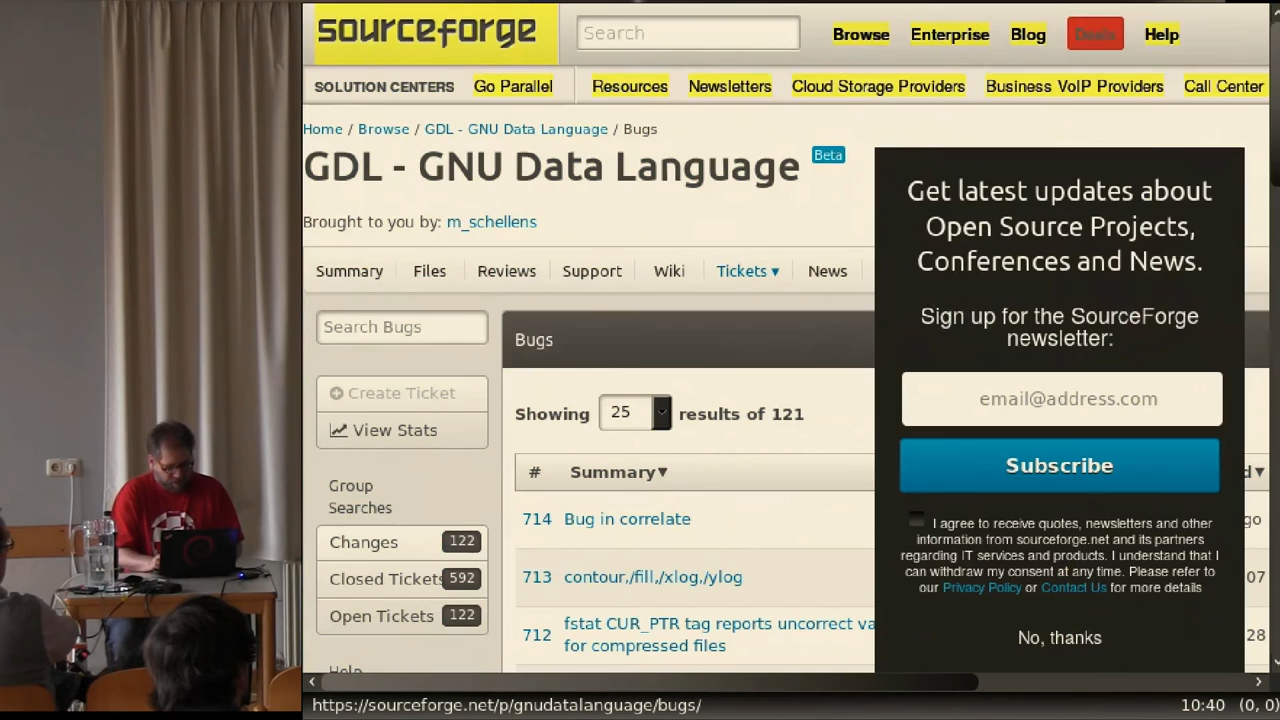 sourceforge
Search
Browse Enterprise Blog Deals Help
SOLUTION CENTERS Go Parallel Resources Newsletters Cloud Storage Providers Business VoIP Providers Call Center
Home / Browse / GDL - GNU Data Language / Bugs
GDL - GNU Data Language Beta
Brought to you by: m_schellens
Summary Files Reviews Support Wiki Tickets ▾ News
Search Bugs
Create Ticket
View Stats
Group
Searches
Changes 122
Closed Tickets 592
Open Tickets 122
Help
Bugs
Showing 25 results of 121
# Summary▼
714 Bug in correlate
713 contour,/fill,/xlog,/ylog
712 fstat CUR_PTR tag reports uncorrect va
for compressed files
d▼
go
07
28
Get latest updates about
Open Source Projects,
Conferences and News.
Sign up for the SourceForge
newsletter:
email@address.com
Subscribe
I agree to receive quotes, newsletters and other
information from sourceforge.net and its partners
regarding IT services and products. I understand that I
can withdraw my consent at any time. Please refer to
our Privacy Policy or Contact Us for more details
No, thanks
https://sourceforge.net/p/gnudatalanguage/bugs/ 10:40 (0, 0)